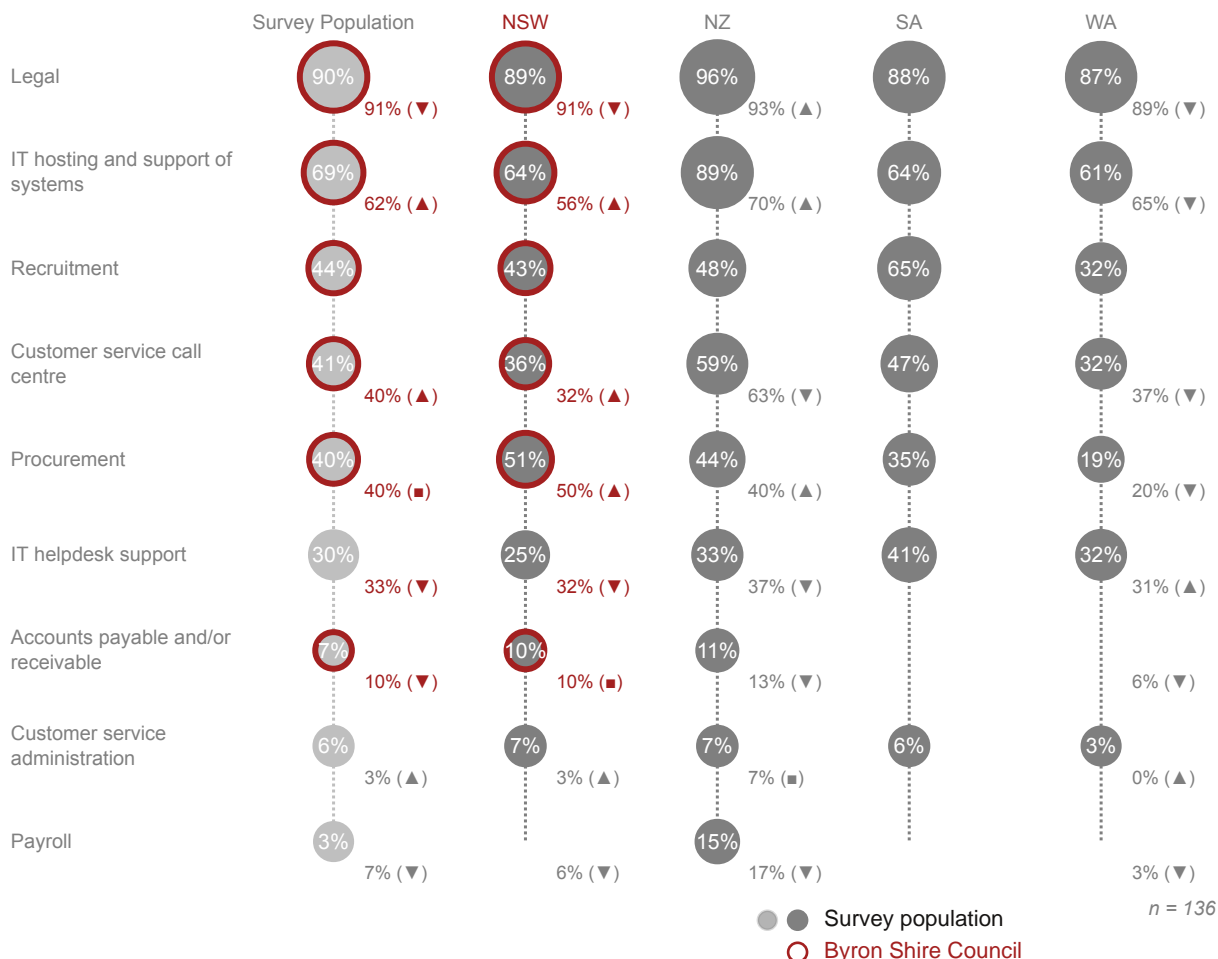 Survey Population NSW NZ SA WA
Legal 90% 89% 96% 88% 87%
91% (▼) 91% (▼) 93% (▲) 89% (▼)
IT hosting and support of
systems 69% 64% 89% 64% 61%
62% (▲) 56% (▲) 70% (▲) 65% (▼)
Recruitment 44% 43% 48% 65% 32%
Customer service call
centre 41% 36% 59% 47% 32%
40% (▲) 32% (▲) 63% (▼) 37% (▼)
Procurement 40% 51% 44% 35% 19%
40% (■) 50% (▲) 40% (▲) 20% (▼)
IT helpdesk support 30% 25% 33% 41% 32%
33% (▼) 32% (▼) 37% (▼) 31% (▲)
Accounts payable and/or
receivable 7% 10% 11%
10% (▼) 10% (■) 13% (▼) 6% (▼)
Customer service
administration 6% 7% 7% 6% 3%
3% (▲) 3% (▲) 7% (■) 0% (▲)
Payroll 3% 15%
7% (▼) 6% (▼) 17% (▼) 3% (▼)
n = 136
Survey population
Byron Shire Council